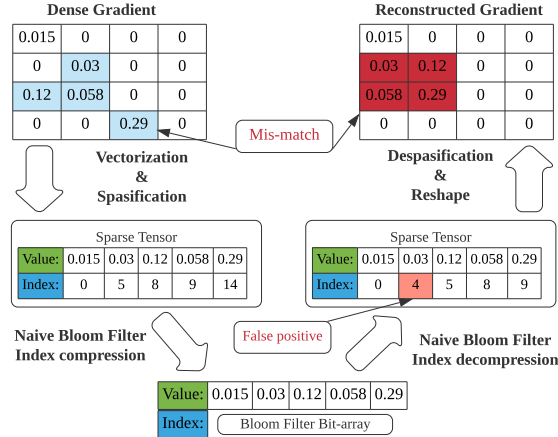 Dense Gradient
0.015 0 0 0
0 0.03 0 0
0.12 0.058 0 0
0 0 0.29 0
Reconstructed Gradient
0.015 0 0 0
0.03 0.12 0 0
0.058 0.29 0 0
0 0 0 0
Mis-match
Vectorization
&
Spasification
Despasification
&
Reshape
Sparse Tensor
Value: 0.015 0.03 0.12 0.058 0.29
Index: 0 5 8 9 14
Sparse Tensor
Value: 0.015 0.03 0.12 0.058 0.29
Index: 0 4 5 8 9
False positive
Naive Bloom Filter
Index compression
Naive Bloom Filter
Index decompression
Value: 0.015 0.03 0.12 0.058 0.29
Index: Bloom Filter Bit-array